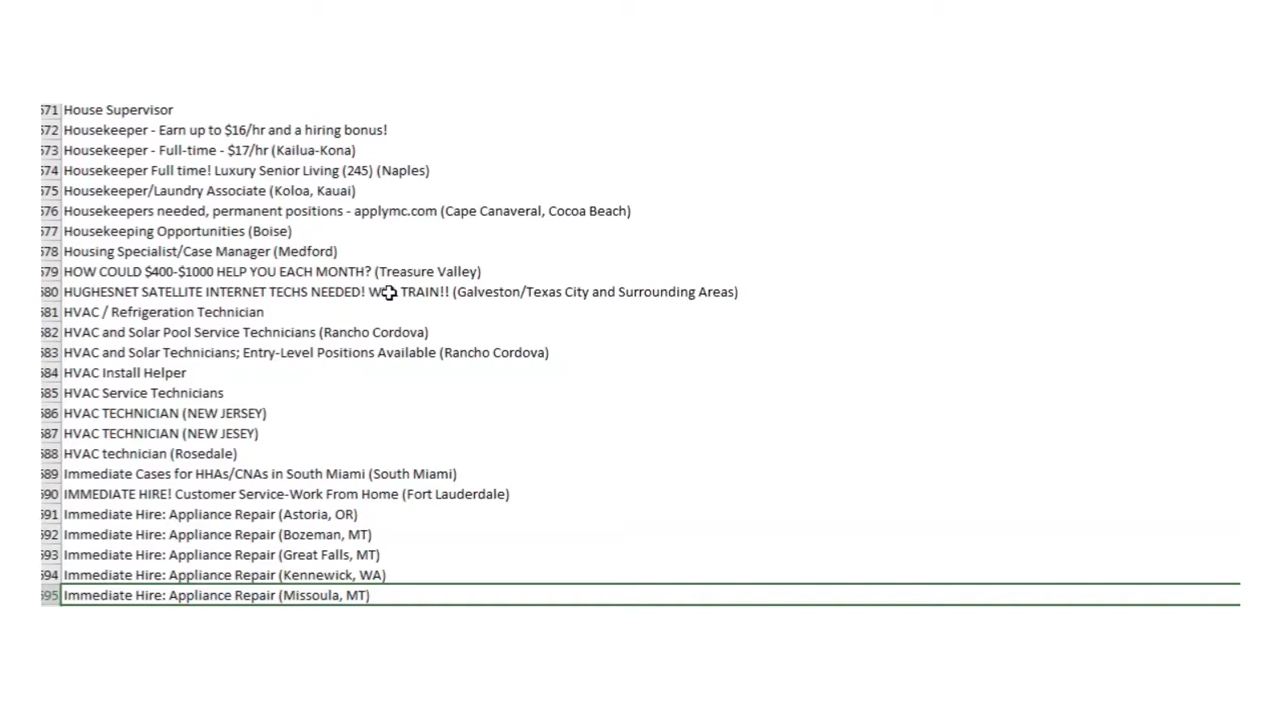 571 House Supervisor
572 Housekeeper - Earn up to $16/hr and a hiring bonus!
573 Housekeeper - Full-time - $17/hr (Kailua-Kona)
574 Housekeeper Full time! Luxury Senior Living (245) (Naples)
575 Housekeeper/Laundry Associate (Koloa, Kauai)
576 Housekeepers needed, permanent positions - applymc.com (Cape Canaveral, Cocoa Beach)
577 Housekeeping Opportunities (Boise)
578 Housing Specialist/Case Manager (Medford)
579 HOW COULD $400-$1000 HELP YOU EACH MONTH? (Treasure Valley)
580 HUGHESNET SATELLITE INTERNET TECHS NEEDED! TRAIN!! (Galveston/Texas City and Surrounding Areas)
581 HVAC / Refrigeration Technician
582 HVAC and Solar Pool Service Technicians (Rancho Cordova)
583 HVAC and Solar Technicians; Entry-Level Positions Available (Rancho Cordova)
584 HVAC Install Helper
585 HVAC Service Technicians
586 HVAC TECHNICIAN (NEW JERSEY)
587 HVAC TECHNICIAN (NEW JESEY)
588 HVAC technician (Rosedale)
589 Immediate Cases for HHAs/CNAs in South Miami (South Miami)
590 IMMEDIATE HIRE! Customer Service-Work From Home (Fort Lauderdale)
591 Immediate Hire: Appliance Repair (Astoria, OR)
592 Immediate Hire: Appliance Repair (Bozeman, MT)
593 Immediate Hire: Appliance Repair (Great Falls, MT)
594 Immediate Hire: Appliance Repair (Kennewick, WA)
595 Immediate Hire: Appliance Repair (Missoula, MT)